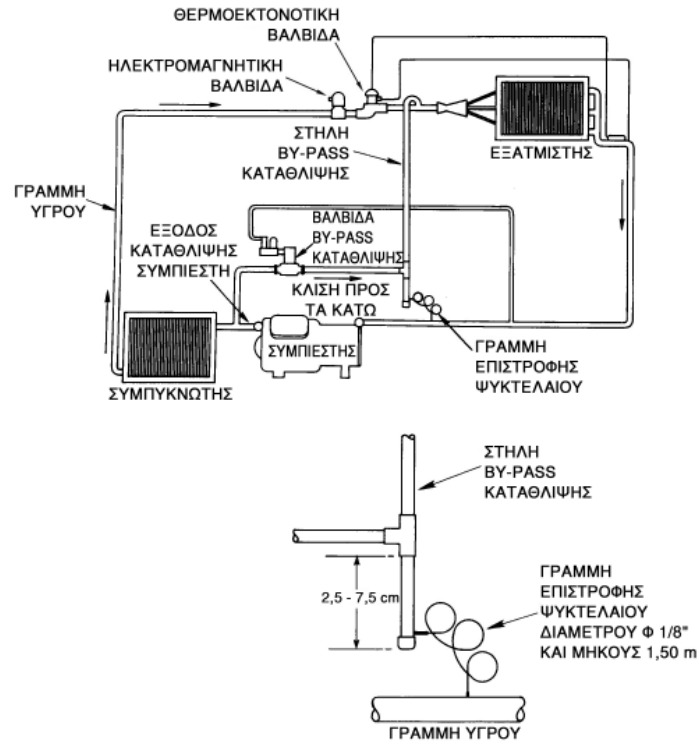 ΘΕΡΜΟΕΚΤΟΝΩΤΙΚΗ
ΒΑΛΒΙΔΑ
ΗΛΕΚΤΡΟΜΑΓΝΗΤΙΚΗ
ΒΑΛΒΙΔΑ
ΣΤΗΛΗ
BY-PASS
ΚΑΤΑΘΛΙΨΗΣ
ΕΞΑΤΜΙΣΤΗΣ
ΓΡΑΜΜΗ
ΥΓΡΟΥ
ΕΞΟΔΟΣ
ΚΑΤΑΘΛΙΨΗΣ
ΣΥΜΠΙΕΣΤΗ
ΒΑΛΒΙΔΑ
BY-PASS
ΚΑΤΑΘΛΙΨΗΣ
ΚΛΙΣΗ ΠΡΟΣ
ΤΑ ΚΑΤΩ
ΣΥΜΠΙΕΣΤΗΣ
ΣΥΜΠΥΚΝΩΤΗΣ
ΓΡΑΜΜΗ
ΕΠΙΣΤΡΟΦΗΣ
ΨΥΚΤΕΛΑΙΟΥ
ΣΤΗΛΗ
BY-PASS
ΚΑΤΑΘΛΙΨΗΣ
2,5 - 7,5 cm
ΓΡΑΜΜΗ
ΕΠΙΣΤΡΟΦΗΣ
ΨΥΚΤΕΛΑΙΟΥ
ΔΙΑΜΕΤΡΟΥ Φ 1/8"
ΚΑΙ ΜΗΚΟΥΣ 1,50 m
ΓΡΑΜΜΗ ΥΓΡΟΥ